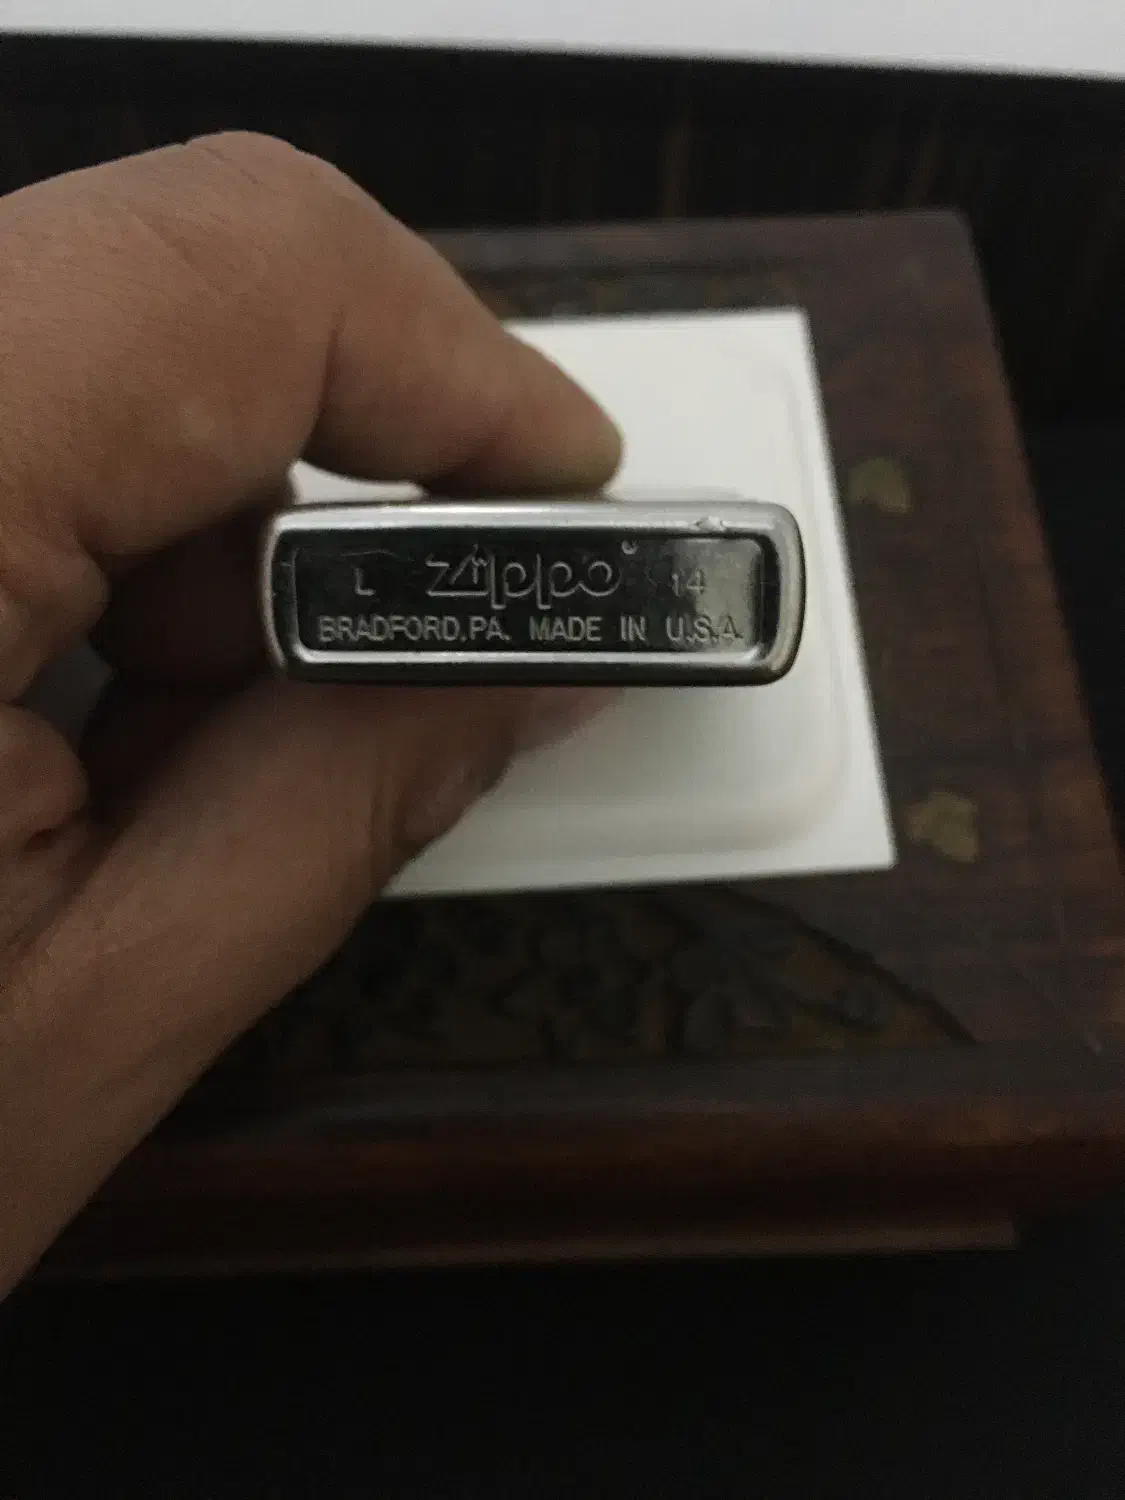 L Zippo® 14
BRADFORD, PA. MADE IN U.S.A.